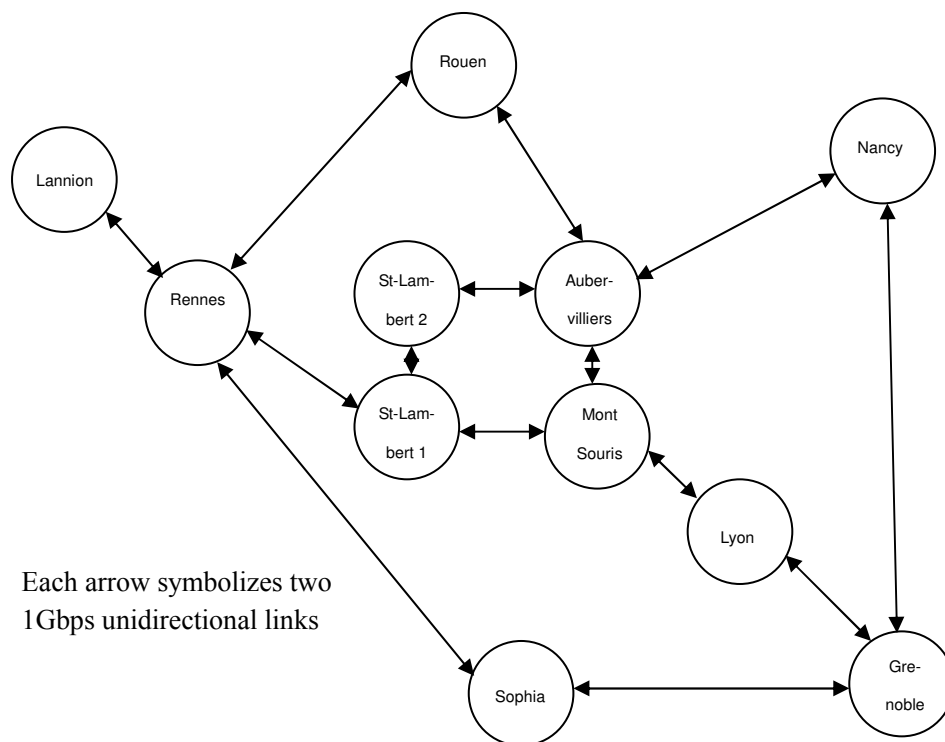 Rouen
Nancy
Lannion
Rennes
St-Lam-
bert 2
Auber-
villiers
St-Lam-
bert 1
Mont
Souris
Lyon
Each arrow symbolizes two
1Gbps unidirectional links
Sophia
Gre-
noble